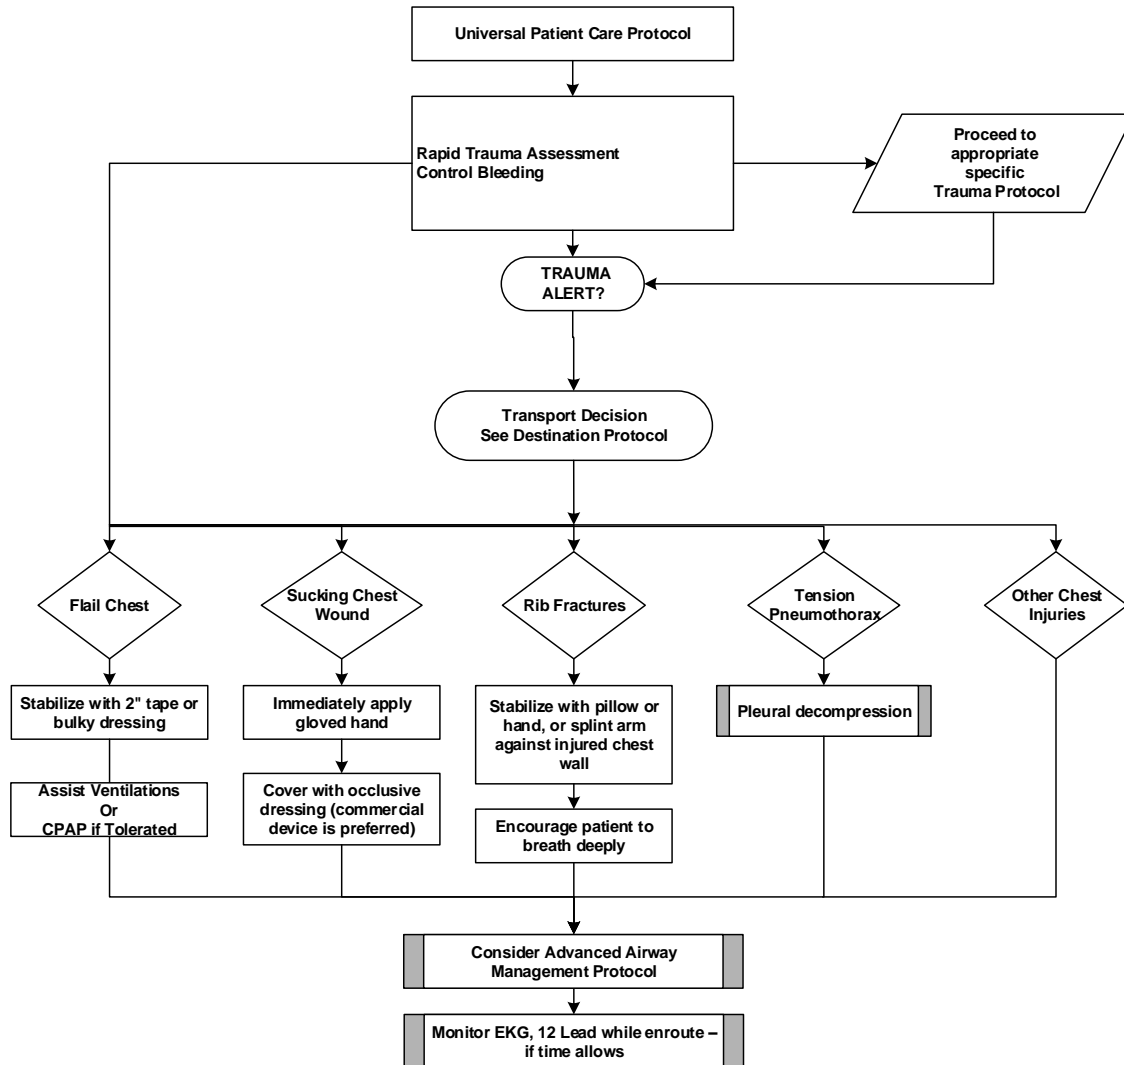 Universal Patient Care Protocol
Rapid Trauma Assessment
Control Bleeding
Proceed to
appropriate
specific
Trauma Protocol
TRAUMA
ALERT?
Transport Decision
See Destination Protocol
Flail Chest
Sucking Chest
Wound
Rib Fractures
Tension
Pneumothorax
Other Chest
Injuries
Stabilize with 2" tape or
bulky dressing
Immediately apply
gloved hand
Stabilize with pillow or
hand, or splint arm
against injured chest
wall
Pleural decompression
Assist Ventilations
Or
CPAP if Tolerated
Cover with occlusive
dressing (commercial
device is preferred)
Encourage patient to
breath deeply
Consider Advanced Airway
Management Protocol
Monitor EKG, 12 Lead while enroute –
if time allows